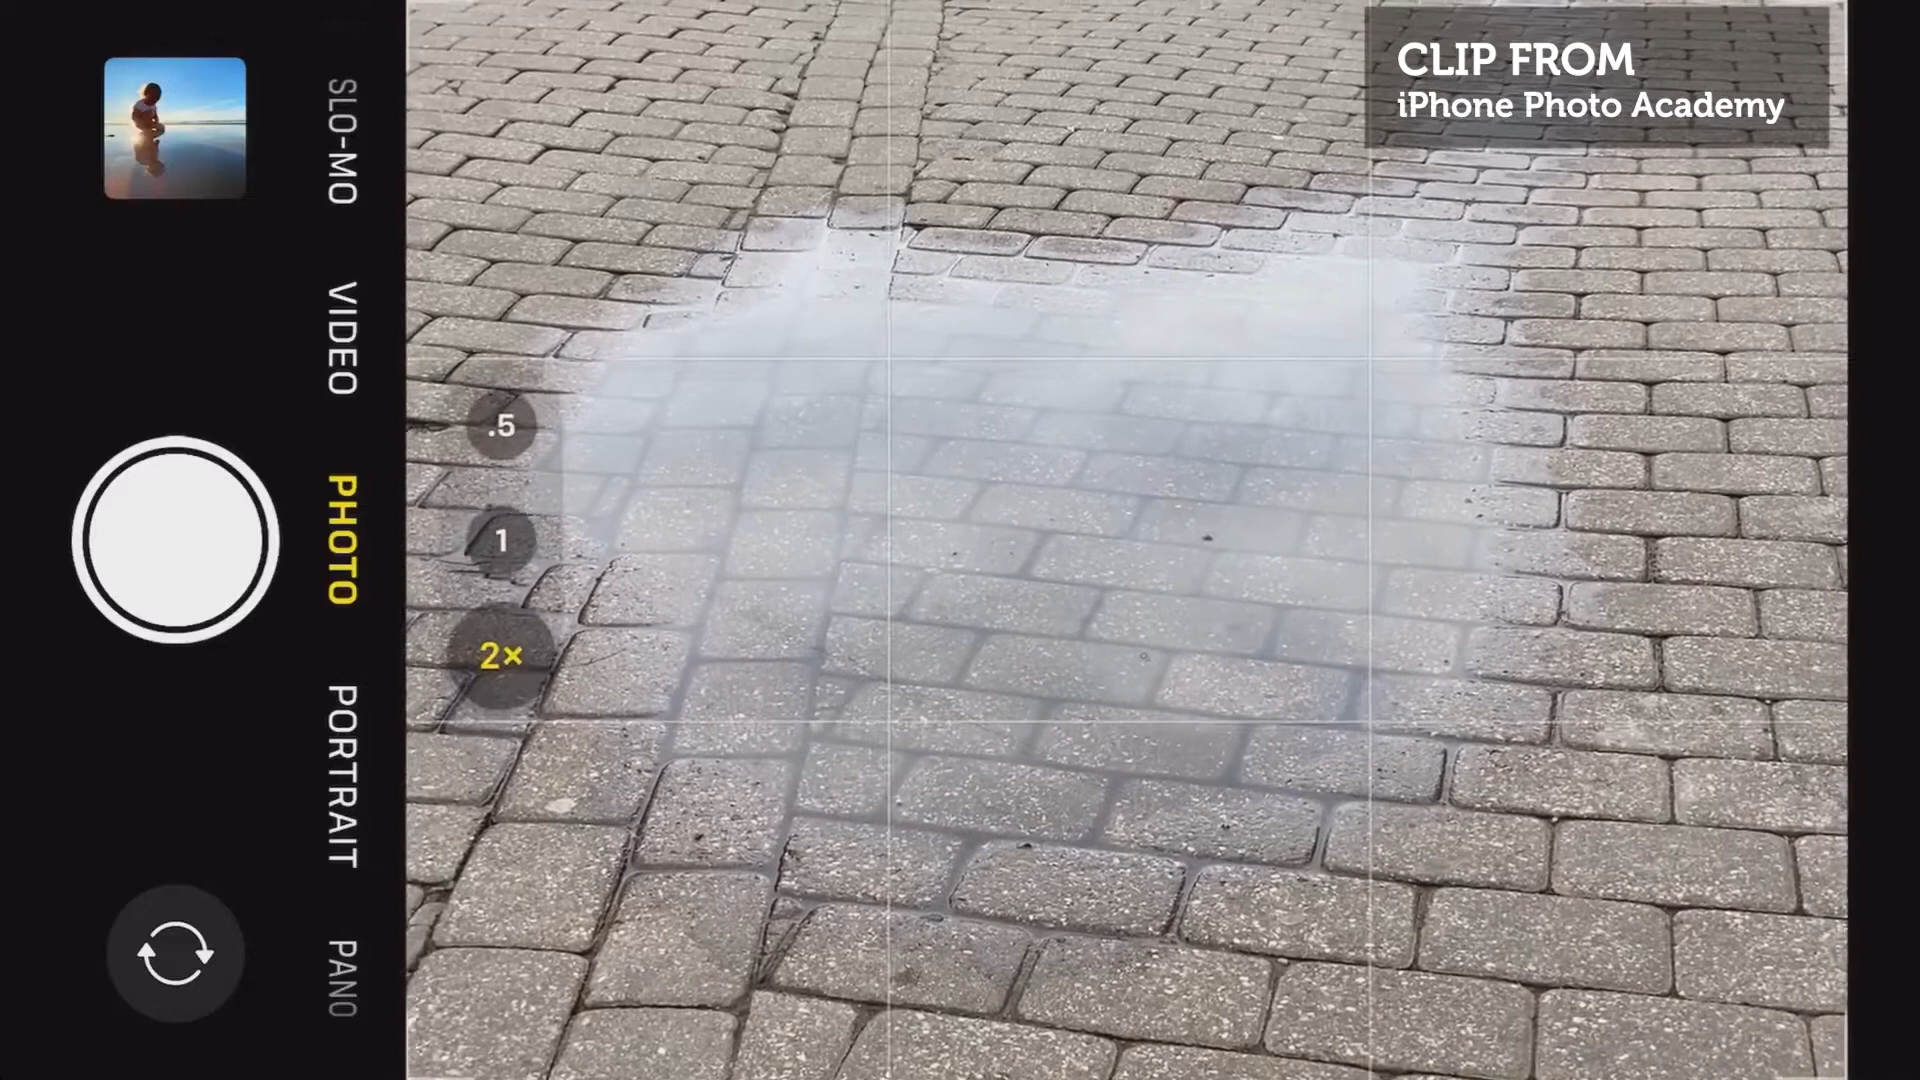 CLIP FROM
iPhone Photo Academy
SLO-MO
VIDEO
PHOTO
PORTRAIT
PANO
.5
1
2×